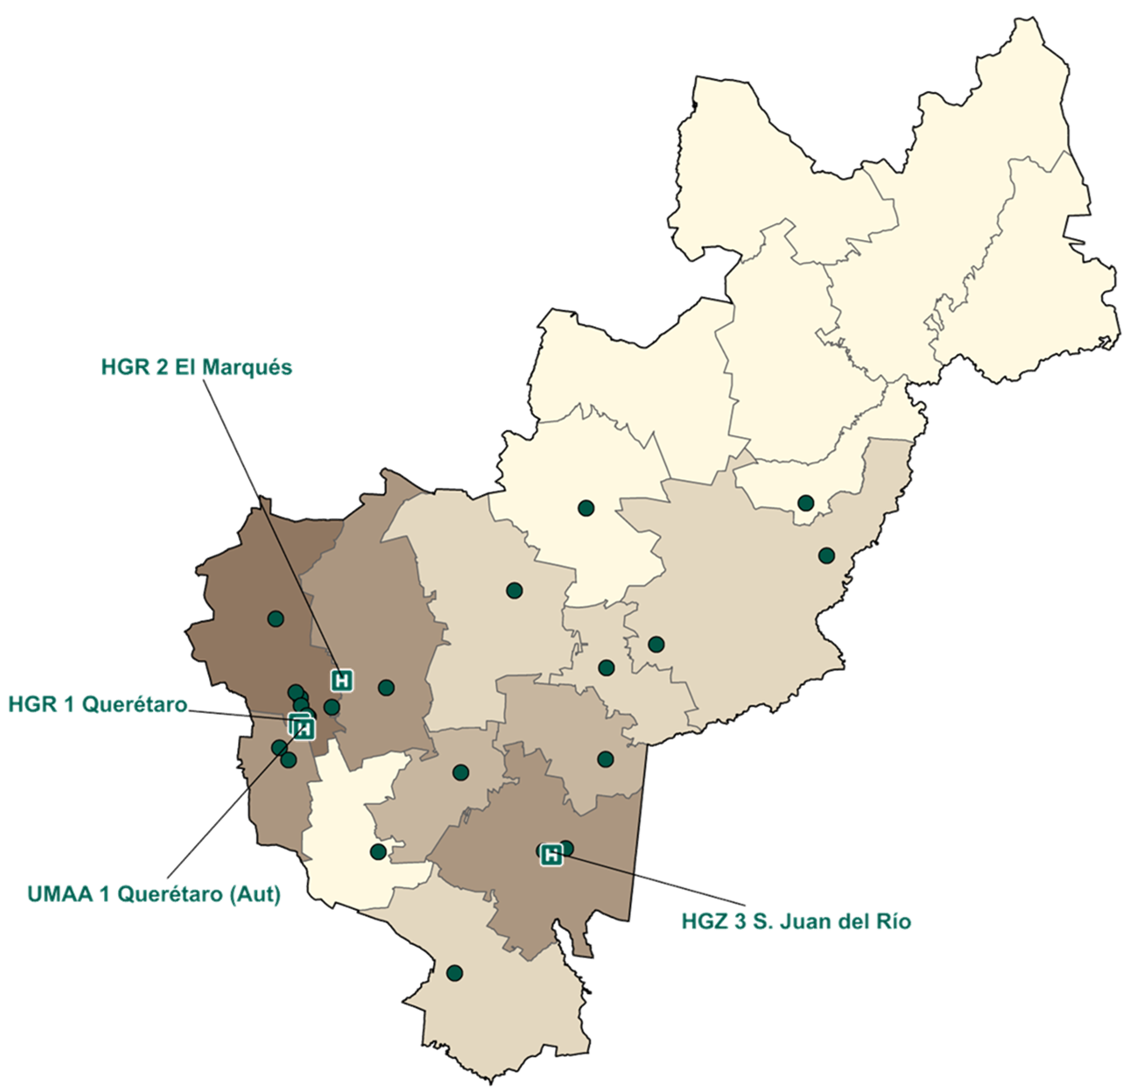 HGR 2 El Marqués
H
HGR 1 Querétaro
H
UMAA 1 Querétaro (Aut)
H
HGZ 3 S. Juan del Río